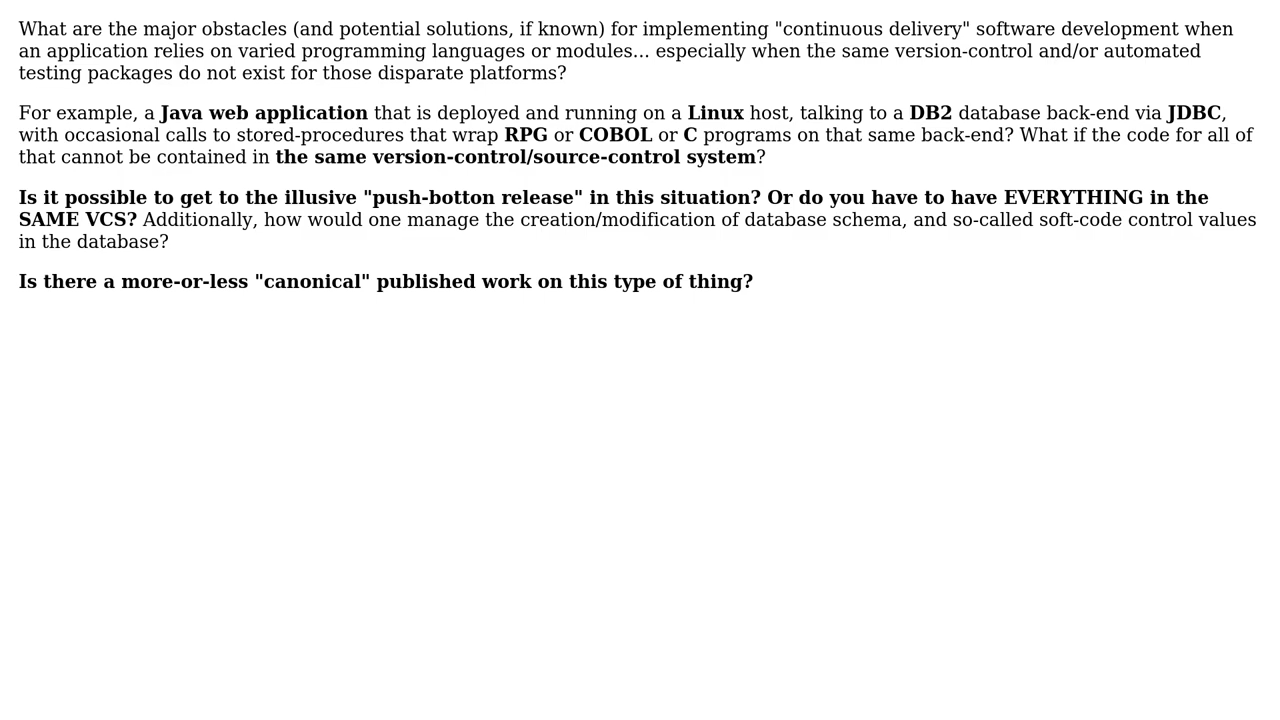 What are the major obstacles (and potential solutions, if known) for implementing "continuous delivery" software development when
an application relies on varied programming languages or modules... especially when the same version-control and/or automated
testing packages do not exist for those disparate platforms?
For example, a Java web application that is deployed and running on a Linux host, talking to a DB2 database back-end via JDBC,
with occasional calls to stored-procedures that wrap RPG or COBOL or C programs on that same back-end? What if the code for all of
that cannot be contained in the same version-control/source-control system?
Is it possible to get to the illusive "push-botton release" in this situation? Or do you have to have EVERYTHING in the
SAME VCS? Additionally, how would one manage the creation/modification of database schema, and so-called soft-code control values
in the database?
Is there a more-or-less "canonical" published work on this type of thing?